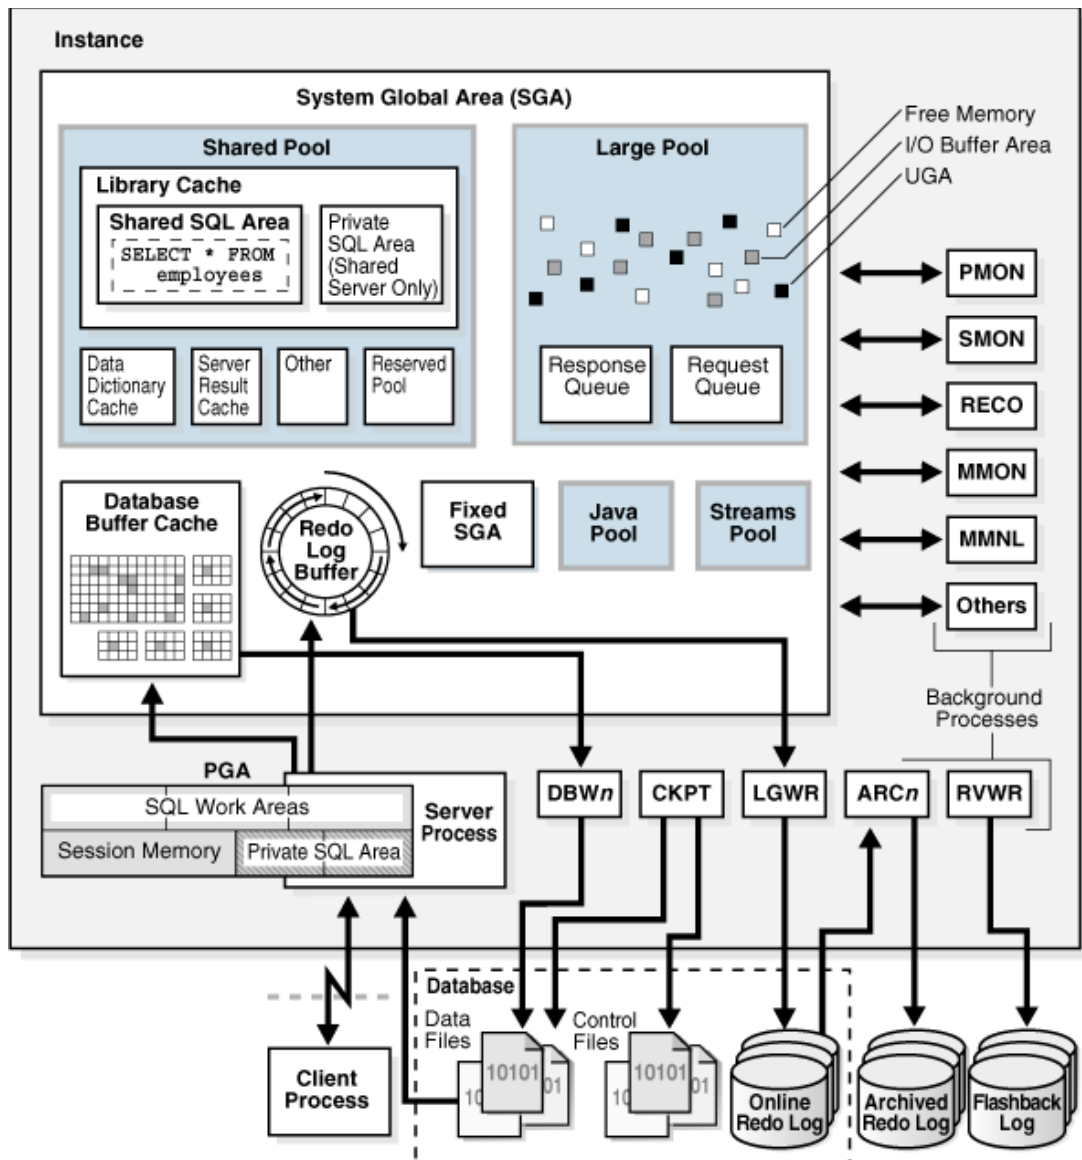 Instance
System Global Area (SGA)
Shared Pool
Library Cache
Shared SQL Area
SELECT * FROM
employees
Private
SQL Area
(Shared
Server Only)
Data
Dictionary
Cache
Server
Result
Cache
Other
Reserved
Pool
Large Pool
Response
Queue
Request
Queue
Free Memory
I/O Buffer Area
UGA
PMON
SMON
RECO
MMON
MMNL
Others
Background
Processes
Database
Buffer Cache
Redo
Log
Buffer
Fixed
SGA
Java
Pool
Streams
Pool
PGA
SQL Work Areas
Session Memory
Private SQL Area
Server
Process
DBWn
CKPT
LGWR
ARCn
RVWR
Client
Process
Database
Data
Files
10
10101
01
Control
Files
10
10101
01
Online
Redo Log
Archived
Redo Log
Flashback
Log